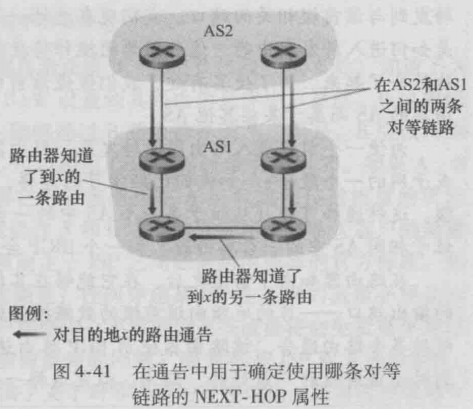 AS2
在AS2和AS1
之间的两条
对等链路
路由器知道
了到x的
一条路由
AS1
路由器知道了
到x的另一条路由
图例：
对目的地x的路由通告
图 4-41 在通告中用于确定使用哪条对等
链路的 NEXT-HOP 属性